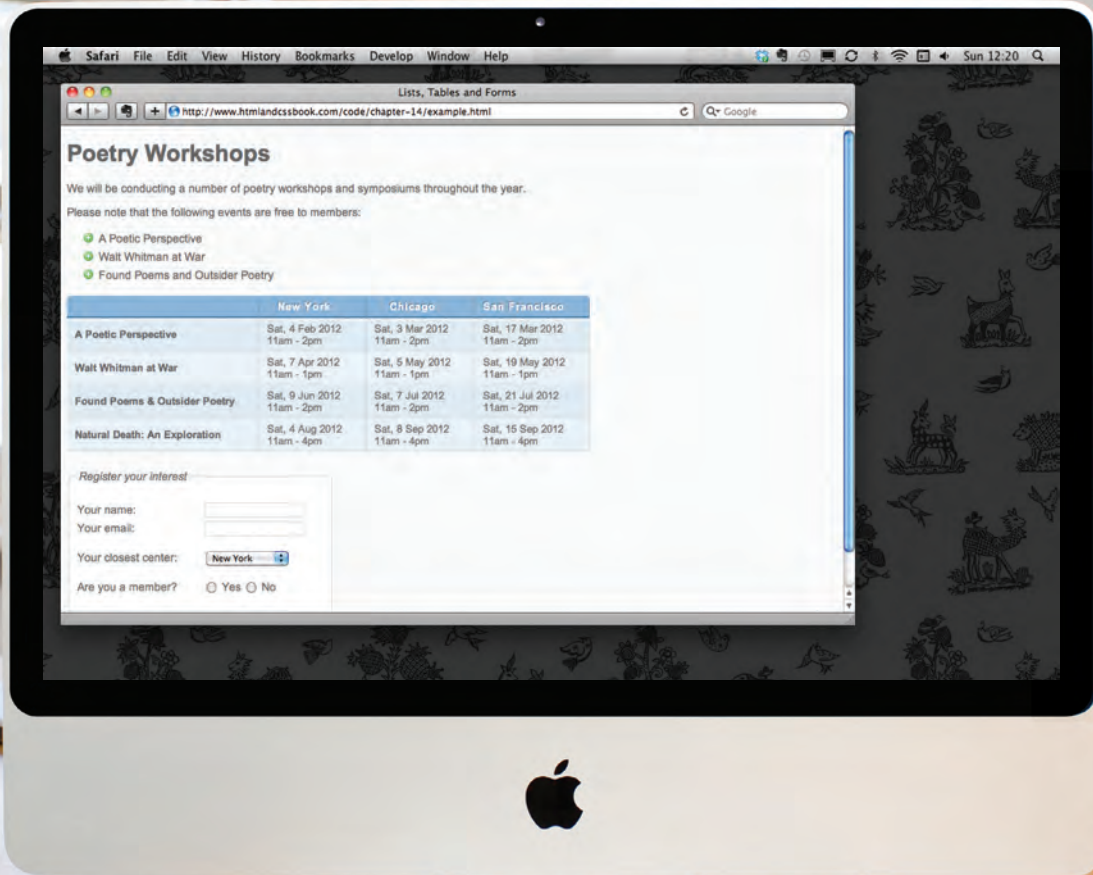 Safari File Edit View History Bookmarks Develop Window Help Sun 12:20
Lists, Tables and Forms
http://www.htmlandcssbook.com/code/chapter-14/example.html Google
Poetry Workshops
We will be conducting a number of poetry workshops and symposiums throughout the year.
Please note that the following events are free to members:
A Poetic Perspective
Walt Whitman at War
Found Poems and Outsider Poetry
New York Chicago San Francisco
A Poetic Perspective Sat, 4 Feb 2012 11am - 2pm Sat, 3 Mar 2012 11am - 2pm Sat, 17 Mar 2012 11am - 2pm
Walt Whitman at War Sat, 7 Apr 2012 11am - 1pm Sat, 5 May 2012 11am - 1pm Sat, 19 May 2012 11am - 1pm
Found Poems & Outsider Poetry Sat, 9 Jun 2012 11am - 2pm Sat, 7 Jul 2012 11am - 2pm Sat, 21 Jul 2012 11am - 2pm
Natural Death: An Exploration Sat, 4 Aug 2012 11am - 4pm Sat, 8 Sep 2012 11am - 4pm Sat, 15 Sep 2012 11am - 4pm
Register your interest
Your name:
Your email:
Your closest center: New York
Are you a member? Yes No